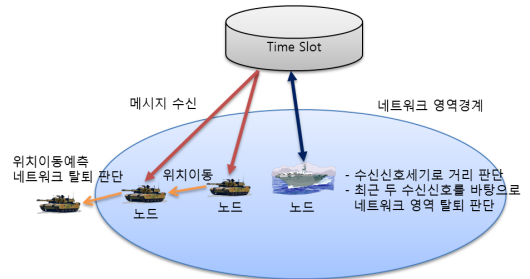 Time Slot
메시지 수신
네트워크 영역경계
위치이동예측
네트워크 탈퇴 판단
위치이동
노드
노드
노드
- 수신신호세기로 거리 판단
- 최근 두 수신신호를 바탕으로
네트워크 영역 탈퇴 판단